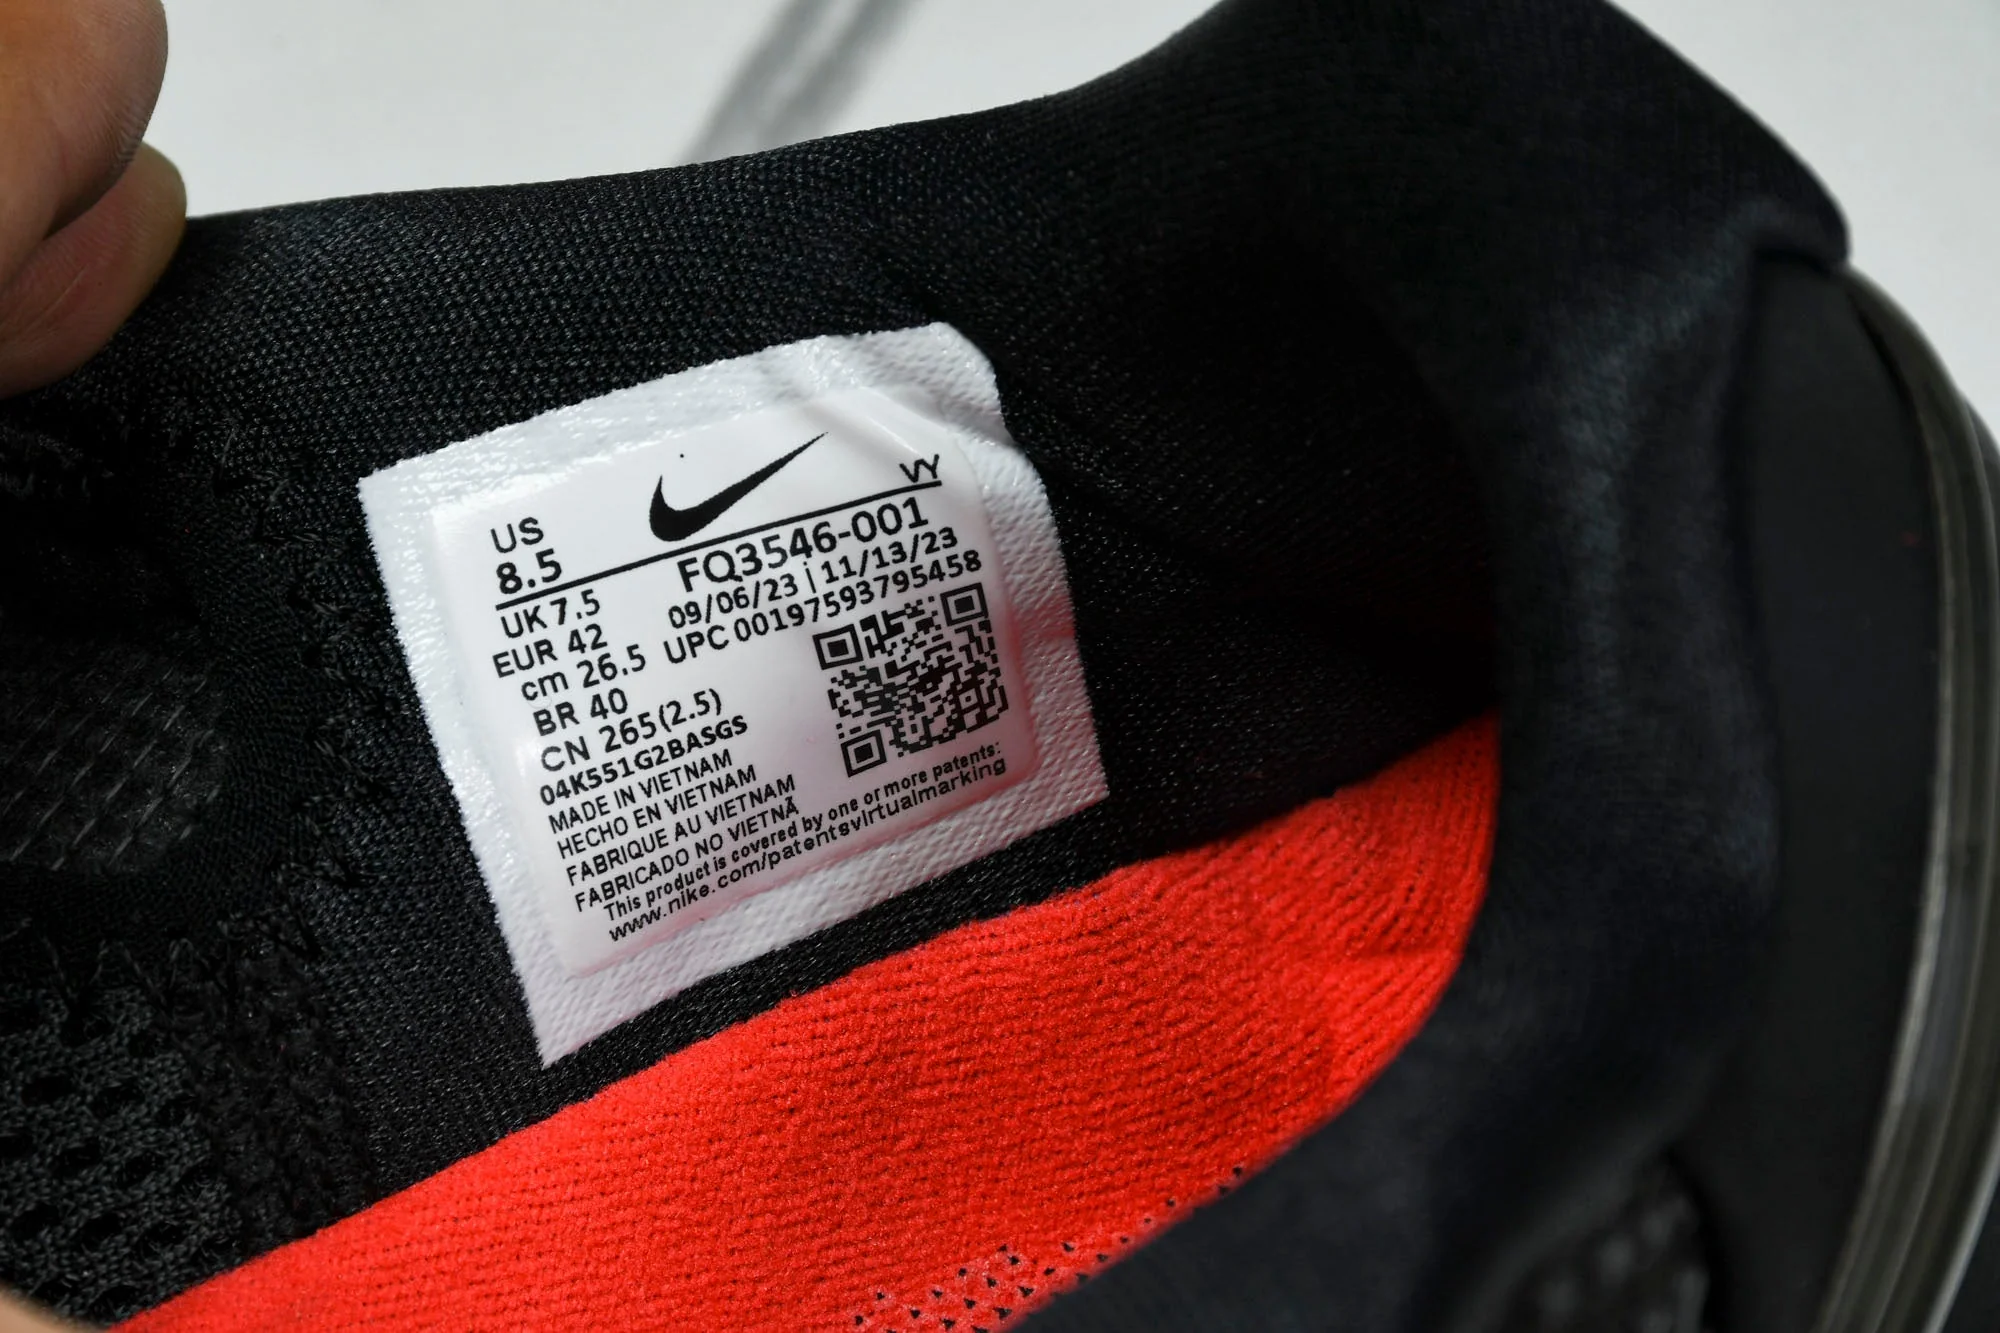 VY
US
8.5
FQ3546-001
UK 7.5
09/06/23 | 11/13/23
EUR 42
UPC 00197593795458
cm 26.5
BR 40
CN 265(2.5)
04K551G2BASGS
MADE IN VIETNAM
HECHO EN VIETNAM
FABRIQUE AU VIETNAM
FABRICADO NO VIETNÃ
This product is covered by one or more patents:
www.nike.com/patentsvirtualmarking